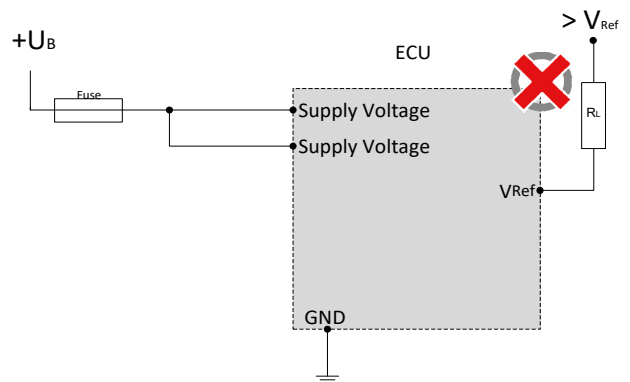 > VRef
+UB
ECU
Fuse
Supply Voltage
Supply Voltage
RL
VRef
GND